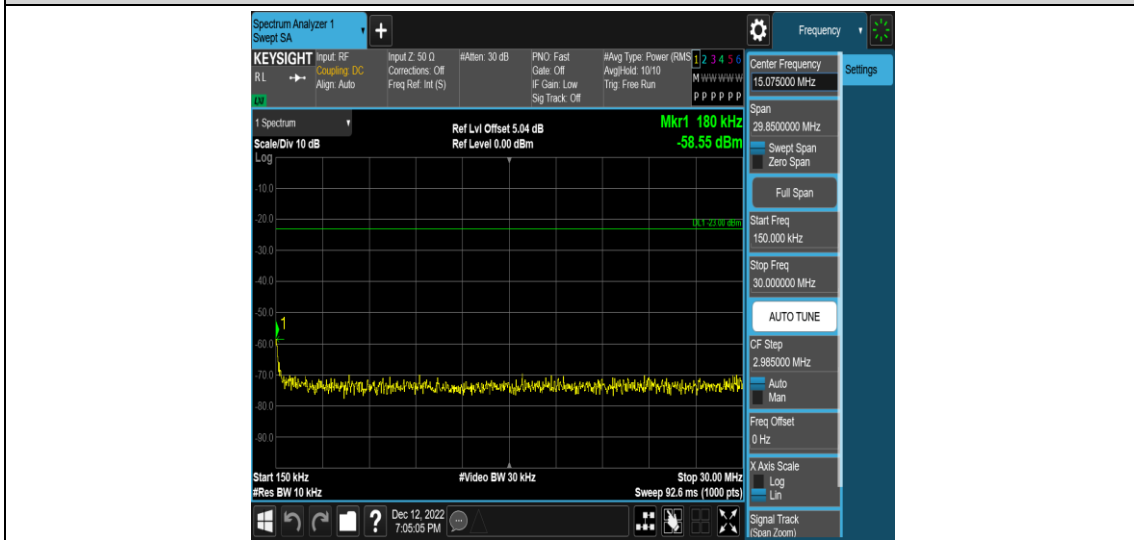 Spectrum Analyzer 1
Swept SA
+
Frequency
KEYSIGHT
RL
LXI
Input: RF
Coupling: DC
Align: Auto
Input Z: 50 Ω
Corrections: Off
Freq Ref: Int (S)
#Atten: 30 dB
PNO: Fast
Gate: Off
IF Gain: Low
Sig Track: Off
#Avg Type: Power (RMS
Avg|Hold: 10/10
Trig: Free Run
1 2 3 4 5 6
M W W W W W
P P P P P P
1 Spectrum
Scale/Div 10 dB
Ref Lvl Offset 5.04 dB
Ref Level 0.00 dBm
Mkr1 180 kHz
-58.55 dBm
Log
-10.0
-20.0
DL1 -23.00 dBm
-30.0
-40.0
-50.0
1
-60.0
-70.0
-80.0
-90.0
Start 150 kHz
#Res BW 10 kHz
#Video BW 30 kHz
Stop 30.00 MHz
Sweep 92.6 ms (1000 pts)
?
Dec 12, 2022
7:05:05 PM
Center Frequency
15.075000 MHz
Settings
Span
29.8500000 MHz
Swept Span
Zero Span
Full Span
Start Freq
150.000 kHz
Stop Freq
30.000000 MHz
AUTO TUNE
CF Step
2.985000 MHz
Auto
Man
Freq Offset
0 Hz
X Axis Scale
Log
Lin
Signal Track
(Span Zoom)